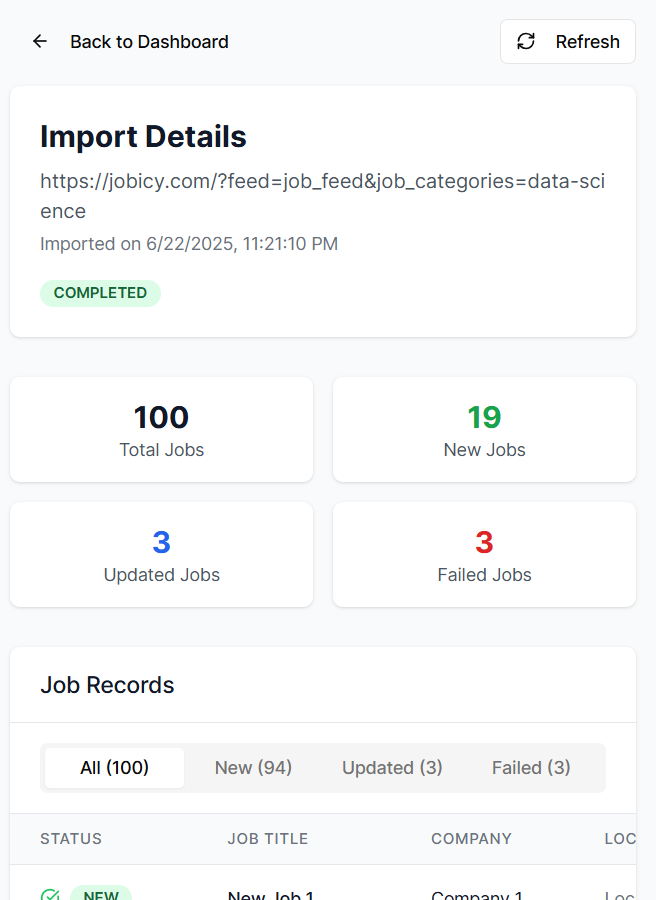 Back to Dashboard
Refresh
Import Details
https://jobicy.com/?feed=job_feed&job_categories=data-sci
ence
Imported on 6/22/2025, 11:21:10 PM
COMPLETED
100
Total Jobs
19
New Jobs
3
Updated Jobs
3
Failed Jobs
Job Records
All (100) New (94) Updated (3) Failed (3)
STATUS JOB TITLE COMPANY LOC
NEW New Job 1 Company 1 Loc